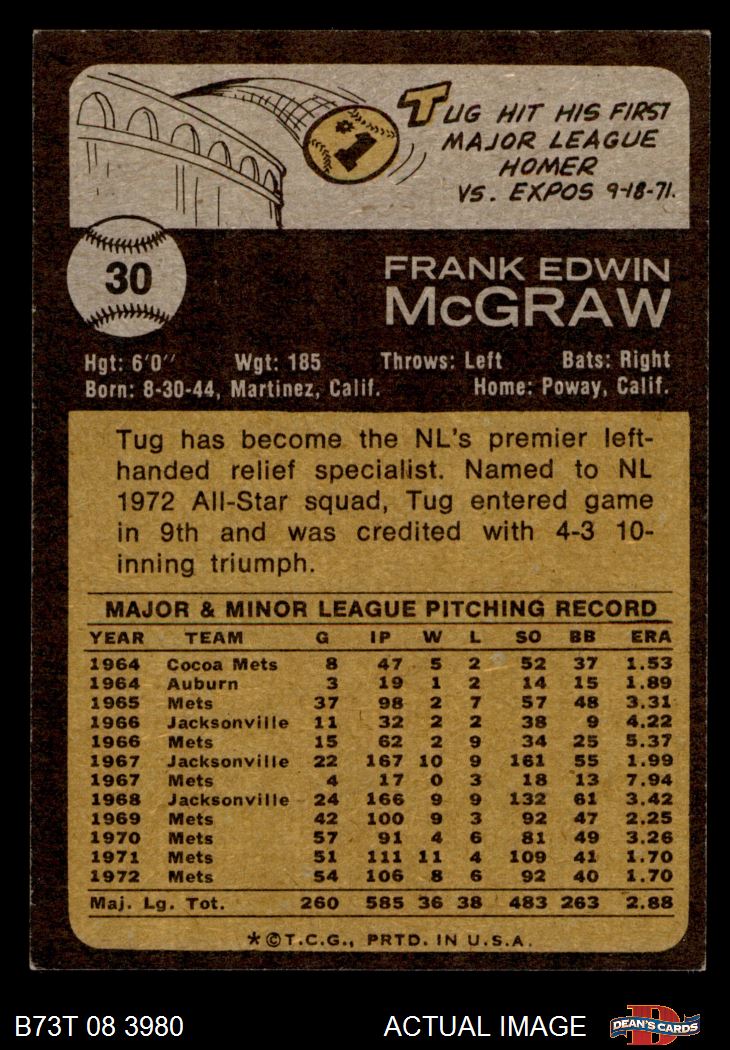 #1
TUG HIT HIS FIRST
MAJOR LEAGUE
HOMER
VS. EXPOS 9-18-71.
30
FRANK EDWIN
McGRAW
Hgt: 6'0" Wgt: 185 Throws: Left Bats: Right
Born: 8-30-44, Martinez, Calif. Home: Poway, Calif.
Tug has become the NL's premier left-
handed relief specialist. Named to NL
1972 All-Star squad, Tug entered game
in 9th and was credited with 4-3 10-
inning triumph.
MAJOR & MINOR LEAGUE PITCHING RECORD
YEAR TEAM G IP W L SO BB ERA
1964 Cocoa Mets 8 47 5 2 52 37 1.53
1964 Auburn 3 19 1 2 14 15 1.89
1965 Mets 37 98 2 7 57 48 3.31
1966 Jacksonville 11 32 2 2 38 9 4.22
1966 Mets 15 62 2 9 34 25 5.37
1967 Jacksonville 22 167 10 9 161 55 1.99
1967 Mets 4 17 0 3 18 13 7.94
1968 Jacksonville 24 166 9 9 132 61 3.42
1969 Mets 42 100 9 3 92 47 2.25
1970 Mets 57 91 4 6 81 49 3.26
1971 Mets 51 111 11 4 109 41 1.70
1972 Mets 54 106 8 6 92 40 1.70
Maj. Lg. Tot. 260 585 36 38 483 263 2.88
*©T.C.G., PRTD. IN U.S.A.
B73T 08 3980 ACTUAL IMAGE DEAN'S CARDS